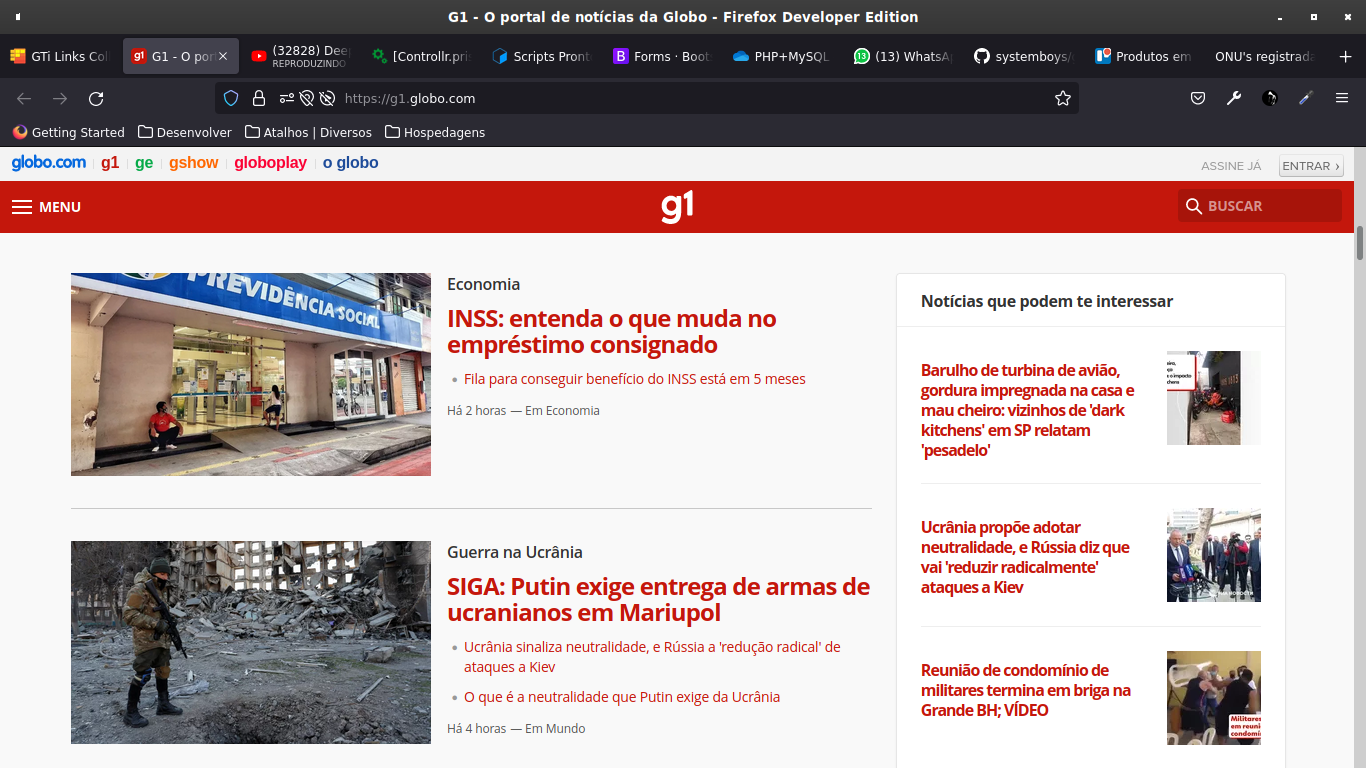 G1 - O portal de notícias da Globo - Firefox Developer Edition
GTi Links Col
G1 - O por
(32828) Dee
REPRODUZINDO
[Controllr.pri
Scripts Pront
Forms · Boot
PHP+MySQL
(13) WhatsA
systemboys/
Produtos em
ONU's registrada
https://g1.globo.com
Getting Started
Desenvolver
Atalhos | Diversos
Hospedagens
globo.com
g1
ge
gshow
globoplay
o globo
ASSINE JÁ
ENTRAR ›
MENU
g1
BUSCAR
PREVIDÊNCIA SOCIAL
Economia
INSS: entenda o que muda no
empréstimo consignado
Fila para conseguir benefício do INSS está em 5 meses
Há 2 horas — Em Economia
Guerra na Ucrânia
SIGA: Putin exige entrega de armas de
ucranianos em Mariupol
Ucrânia sinaliza neutralidade, e Rússia a 'redução radical' de
ataques a Kiev
O que é a neutralidade que Putin exige da Ucrânia
Há 4 horas — Em Mundo
Notícias que podem te interessar
Barulho de turbina de avião,
gordura impregnada na casa e
mau cheiro: vizinhos de 'dark
kitchens' em SP relatam
'pesadelo'
o impacto
Ucrânia propõe adotar
neutralidade, e Rússia diz que
vai 'reduzir radicalmente'
ataques a Kiev
Reunião de condomínio de
militares termina em briga na
Grande BH; VÍDEO
Militares
em reuni
condomí